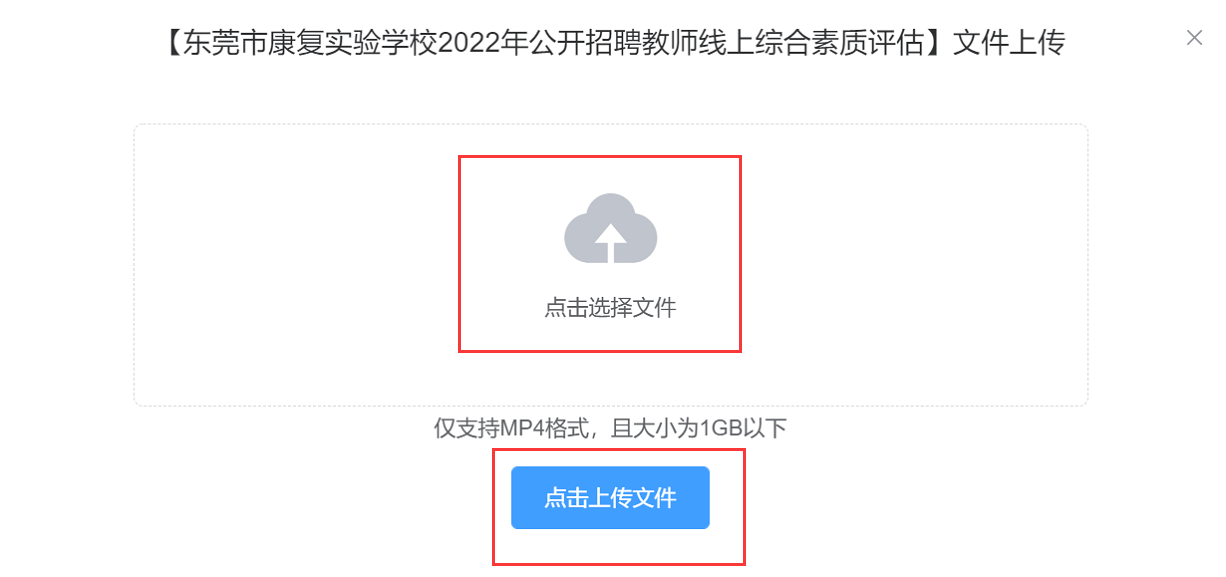 【东莞市康复实验学校2022年公开招聘教师线上综合素质评估】文件上传
点击选择文件
仅支持MP4格式，且大小为1GB以下
点击上传文件